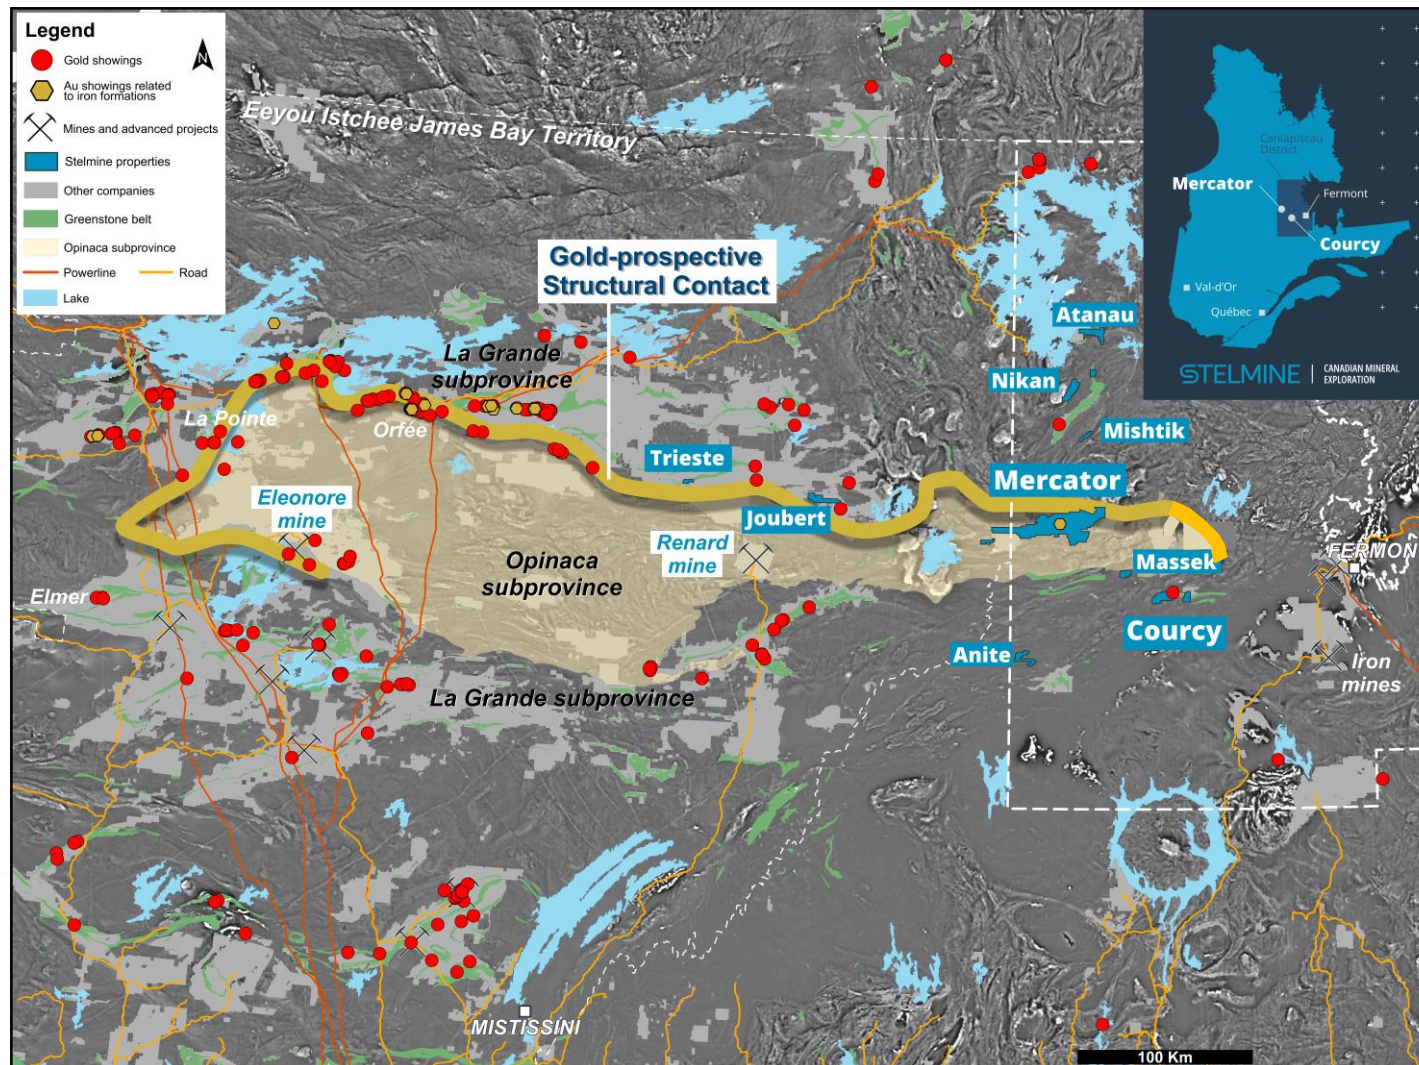 Legend
N
Gold showings
Au showings related
to iron formations
Mines and advanced projects
Stelmine properties
Other companies
Greenstone belt
Opinaca subprovince
Powerline
Road
Lake
Eeyou Istchee James Bay Territory
Gold-prospective
Structural Contact
La Grande
subprovince
La Pointe
Orfée
Eleonore
mine
Elmer
Opinaca
subprovince
Renard
mine
La Grande subprovince
Trieste
Joubert
Mercator
Atanau
Nikan
Mishtik
Massek
Courcy
Anite
FERMON
Iron
mines
MISTISSINI
100 Km
Caniapiscau
District
Mercator
Fermont
Courcy
Val-d'Or
Québec
STELMINE
CANADIAN MINERAL
EXPLORATION